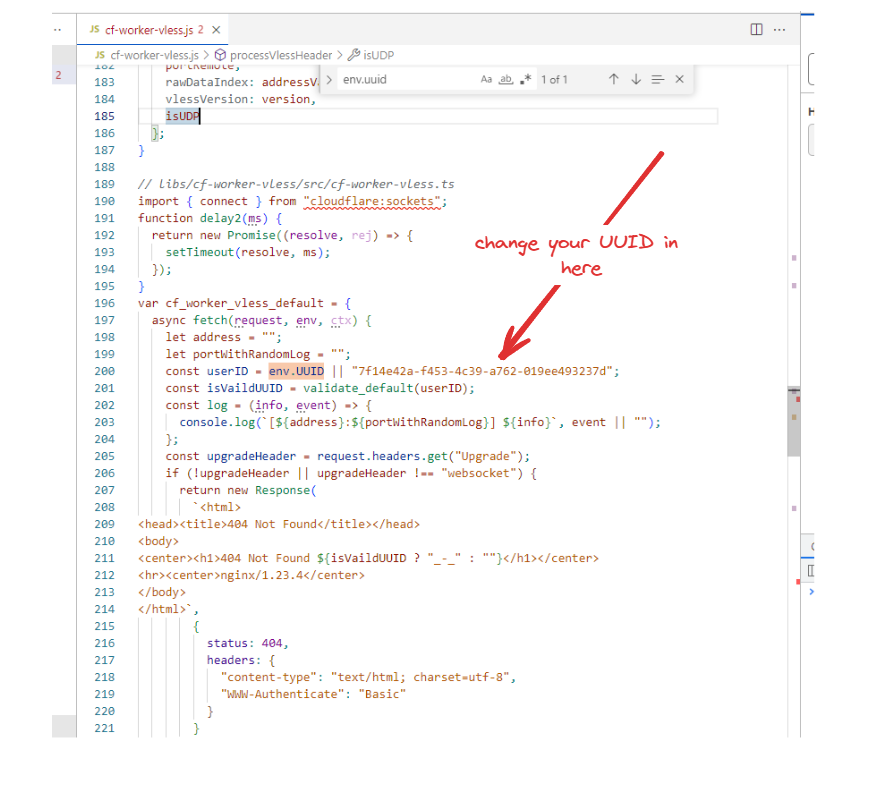 JS cf-worker-vless.js 2 ×
JS cf-worker-vless.js > processVlessHeader > isUDP
2
> env.uuid Aa ab .* 1 of 1
182 portRemote,
183 rawDataIndex: addressVa
184 vlessVersion: version,
185 isUDP
186 };
187 }
188
189 // libs/cf-worker-vless/src/cf-worker-vless.ts
190 import { connect } from "cloudflare:sockets";
191 function delay2(ms) {
192 return new Promise((resolve, rej) => {
193 setTimeout(resolve, ms);
194 });
195 }
196 var cf_worker_vless_default = {
197 async fetch(request, env, ctx) {
198 let address = "";
199 let portWithRandomLog = "";
200 const userID = env.UUID || "7f14e42a-f453-4c39-a762-019ee493237d";
201 const isVaildUUID = validate_default(userID);
202 const log = (info, event) => {
203 console.log(`[${address}:${portWithRandomLog}] ${info}`, event || "");
204 };
205 const upgradeHeader = request.headers.get("Upgrade");
206 if (!upgradeHeader || upgradeHeader !== "websocket") {
207 return new Response(
208 `<html>
209 <head><title>404 Not Found</title></head>
210 <body>
211 <center><h1>404 Not Found ${isVaildUUID ? "_-_" : ""}</h1></center>
212 <hr><center>nginx/1.23.4</center>
213 </body>
214 </html>`,
215 {
216 status: 404,
217 headers: {
218 "content-type": "text/html; charset=utf-8",
219 "WWW-Authenticate": "Basic"
220 }
221 }
change your UUID in
here